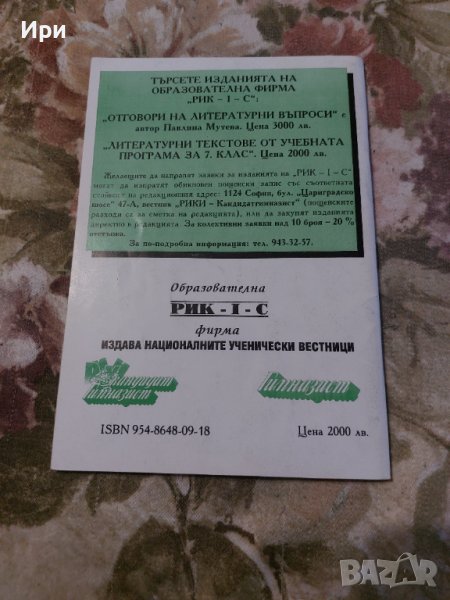 Ири
ТЪРСЕТЕ ИЗДАНИЯТА НА
ОБРАЗОВАТЕЛНА ФИРМА
„РИК – I – С":
„ОТГОВОРИ НА ЛИТЕРАТУРНИ ВЪПРОСИ" с
автор Павлина Мутева. Цена 3000 лв.
„ЛИТЕРАТУРНИ ТЕКСТОВЕ ОТ УЧЕБНАТА
ПРОГРАМА ЗА 7. КЛАС". Цена 2000 лв.
Желаещите да направят заявки за изданията на „РИК – I – С"
могат да изпратят обикновен пощенски запис със съответната
стойност на редакционния адрес: 1124 София, бул. „Цариградско
шосе" 47-А, вестник „РИКИ – Кандидатгимназист" (пощенските
разходи са за сметка на редакцията), или да закупят изданията
директно в редакцията. За колективни заявки над 10 броя – 20 %
отстъпка.
За по-подробна информация: тел. 943-32-57.
Образователна
РИК - I - С
фирма
ИЗДАВА НАЦИОНАЛНИТЕ УЧЕНИЧЕСКИ ВЕСТНИЦИ
Кандидат
Гимназист
Гимназист
ISBN 954-8648-09-18
Цена 2000 лв.
BAZAR